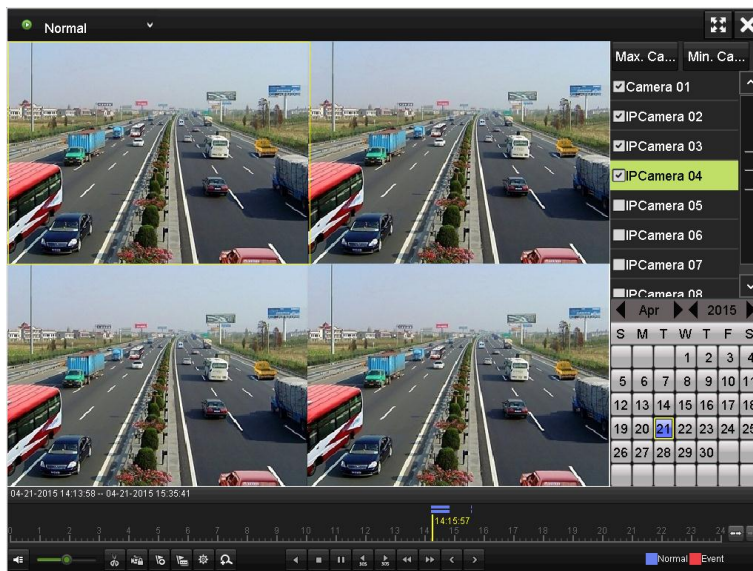 Normal
Max. Ca... Min. Ca...
Camera 01
IPCamera 02
IPCamera 03
IPCamera 04
IPCamera 05
IPCamera 06
IPCamera 07
IPCamera 08
Apr 2015
S M T W T F S
1 2 3 4
5 6 7 8 9 10 1
12 13 14 15 16 17 18
19 20 21 22 23 24 25
26 27 28 29 30
04-21-2015 14:13:58 -- 04-21-2015 15:35:41
14:15:57
0 1 2 3 4 5 6 7 8 9 10 11 12 13 14 15 16 17 18 19 20 21 22 23 24
30S 30S
Normal Event